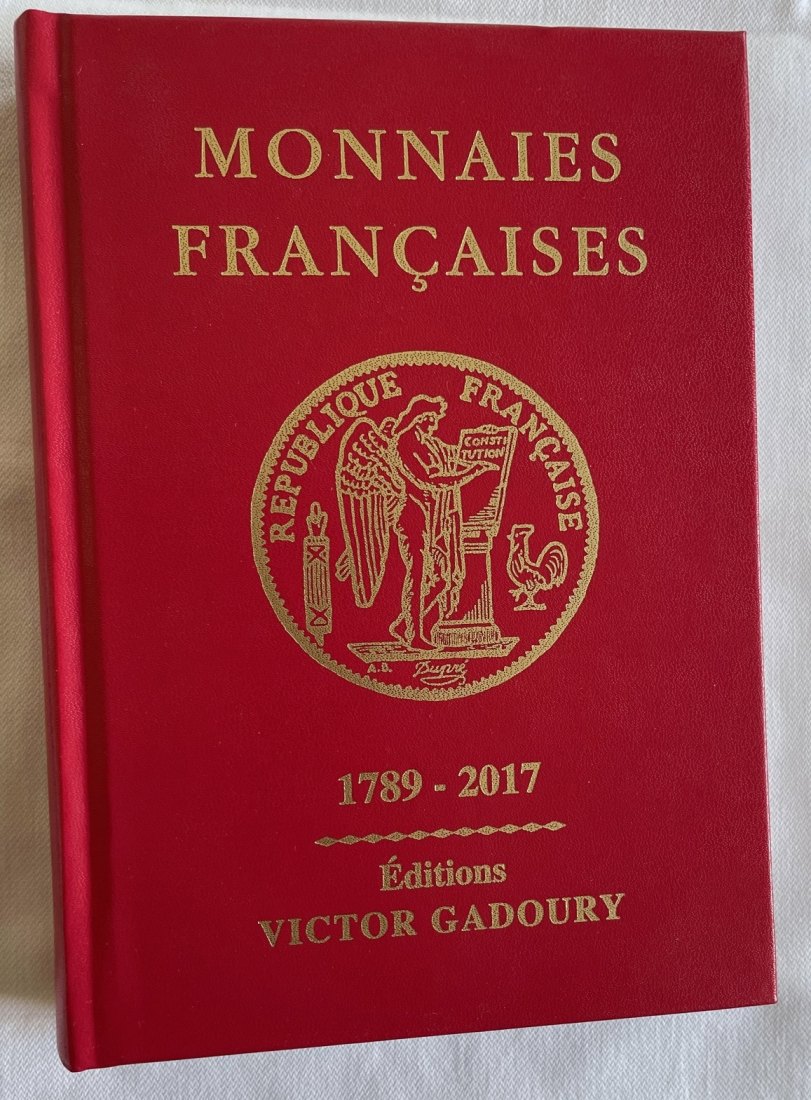 MONNAIES
FRANÇAISES
REPUBLIQUE FRANÇAISE
CONSTI
TUTION
A.B. Dupré
1789 - 2017
Éditions
VICTOR GADOURY